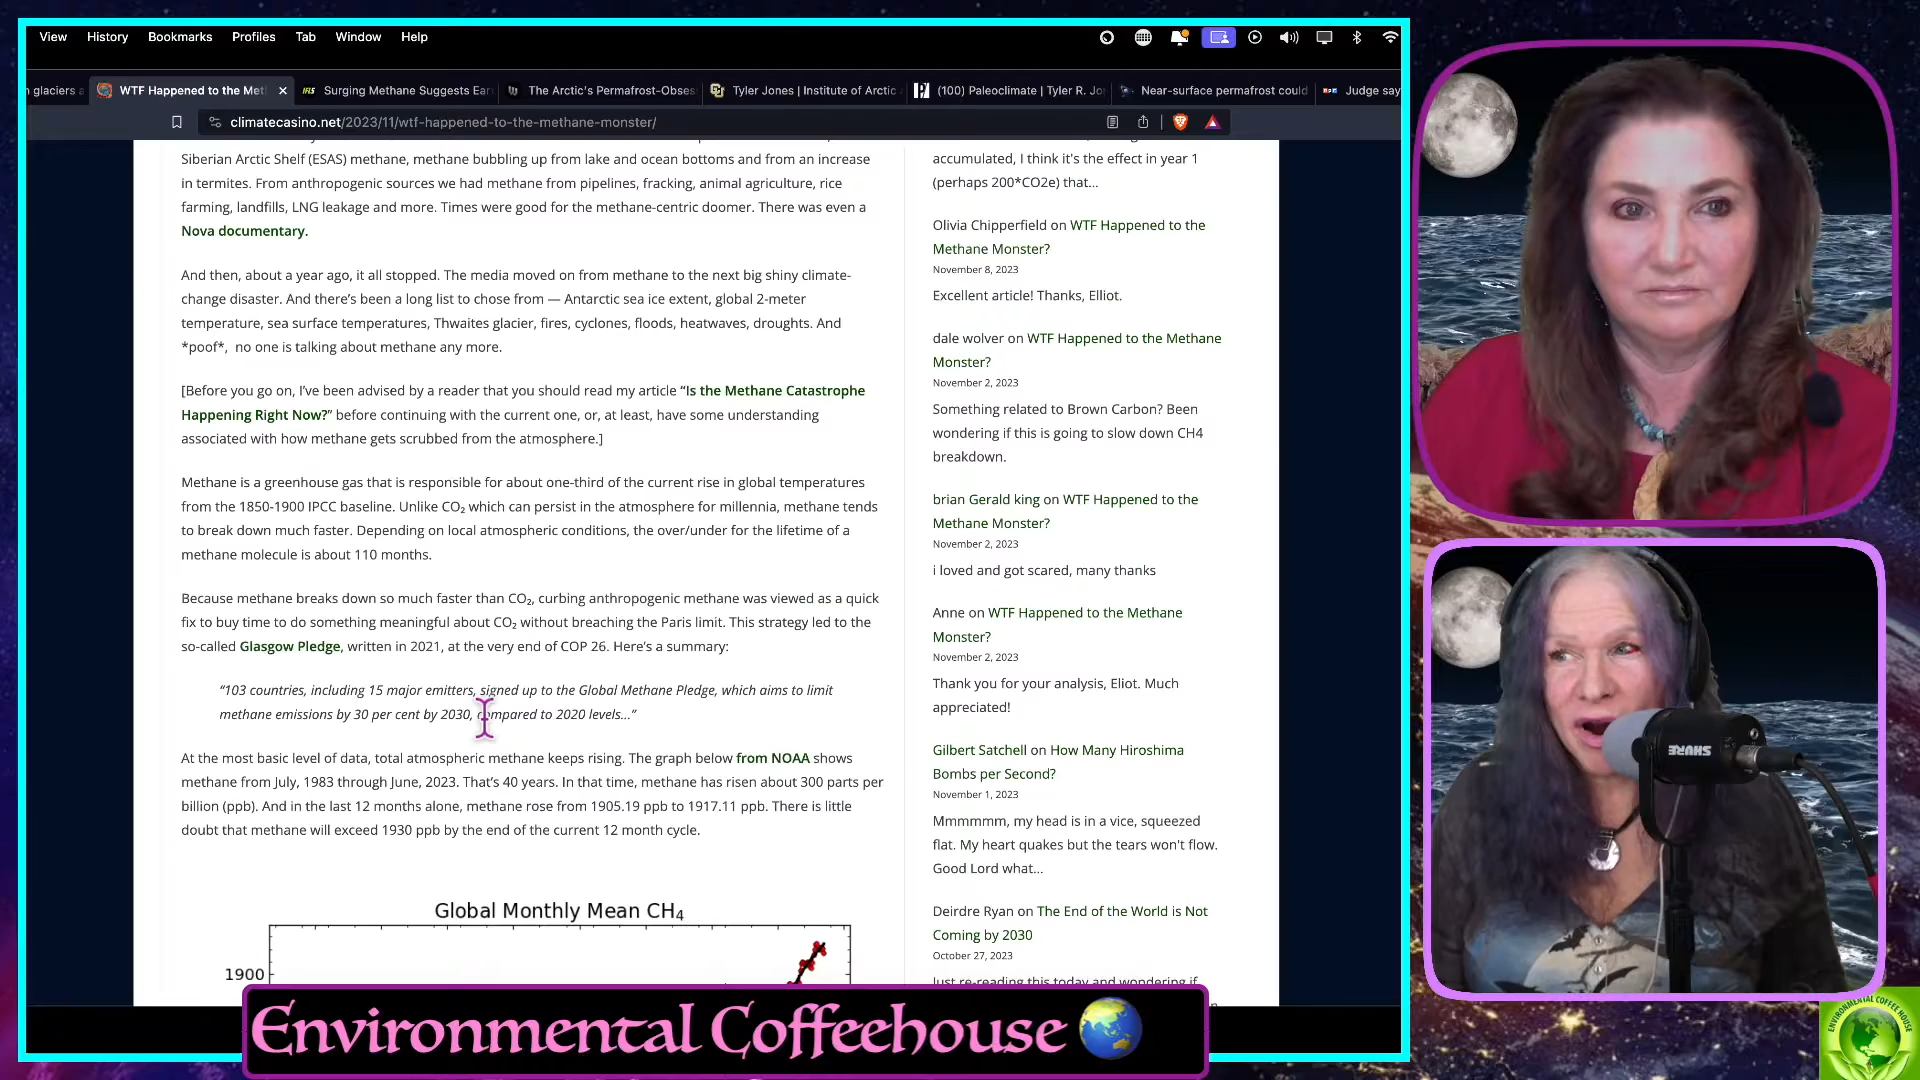 View History Bookmarks Profiles Tab Window Help
n glaciers a
WTF Happened to the Met
IFLS Surging Methane Suggests Ear
The Arctic's Permafrost-Obses
Tyler Jones | Institute of Arctic
(100) Paleoclimate | Tyler R. Jo
Near-surface permafrost could
Judge say
climatecasino.net/2023/11/wtf-happened-to-the-methane-monster/
Siberian Arctic Shelf (ESAS) methane, methane bubbling up from lake and ocean bottoms and from an increase
in termites. From anthropogenic sources we had methane from pipelines, fracking, animal agriculture, rice
farming, landfills, LNG leakage and more. Times were good for the methane-centric doomer. There was even a
Nova documentary.
And then, about a year ago, it all stopped. The media moved on from methane to the next big shiny climate-
change disaster. And there's been a long list to chose from — Antarctic sea ice extent, global 2-meter
temperature, sea surface temperatures, Thwaites glacier, fires, cyclones, floods, heatwaves, droughts. And
*poof*, no one is talking about methane any more.
[Before you go on, I've been advised by a reader that you should read my article "Is the Methane Catastrophe
Happening Right Now?" before continuing with the current one, or, at least, have some understanding
associated with how methane gets scrubbed from the atmosphere.]
Methane is a greenhouse gas that is responsible for about one-third of the current rise in global temperatures
from the 1850-1900 IPCC baseline. Unlike CO₂ which can persist in the atmosphere for millennia, methane tends
to break down much faster. Depending on local atmospheric conditions, the over/under for the lifetime of a
methane molecule is about 110 months.
Because methane breaks down so much faster than CO₂, curbing anthropogenic methane was viewed as a quick
fix to buy time to do something meaningful about CO₂ without breaching the Paris limit. This strategy led to the
so-called Glasgow Pledge, written in 2021, at the very end of COP 26. Here's a summary:
"103 countries, including 15 major emitters, signed up to the Global Methane Pledge, which aims to limit
methane emissions by 30 per cent by 2030, compared to 2020 levels..."
At the most basic level of data, total atmospheric methane keeps rising. The graph below from NOAA shows
methane from July, 1983 through June, 2023. That's 40 years. In that time, methane has risen about 300 parts per
billion (ppb). And in the last 12 months alone, methane rose from 1905.19 ppb to 1917.11 ppb. There is little
doubt that methane will exceed 1930 ppb by the end of the current 12 month cycle.
Global Monthly Mean CH₄
1900
accumulated, I think it's the effect in year 1
(perhaps 200*CO2e) that...
Olivia Chipperfield on WTF Happened to the
Methane Monster?
November 8, 2023
Excellent article! Thanks, Elliot.
dale wolver on WTF Happened to the Methane
Monster?
November 2, 2023
Something related to Brown Carbon? Been
wondering if this is going to slow down CH4
breakdown.
brian Gerald king on WTF Happened to the
Methane Monster?
November 2, 2023
i loved and got scared, many thanks
Anne on WTF Happened to the Methane
Monster?
November 2, 2023
Thank you for your analysis, Eliot. Much
appreciated!
Gilbert Satchell on How Many Hiroshima
Bombs per Second?
November 1, 2023
Mmmmmm, my head is in a vice, squeezed
flat. My heart quakes but the tears won't flow.
Good Lord what...
Deirdre Ryan on The End of the World is Not
Coming by 2030
October 27, 2023
Just re-reading this today and wondering if
SHURE
Environmental Coffeehouse
ENVIRONMENTAL COFFEE HOUSE